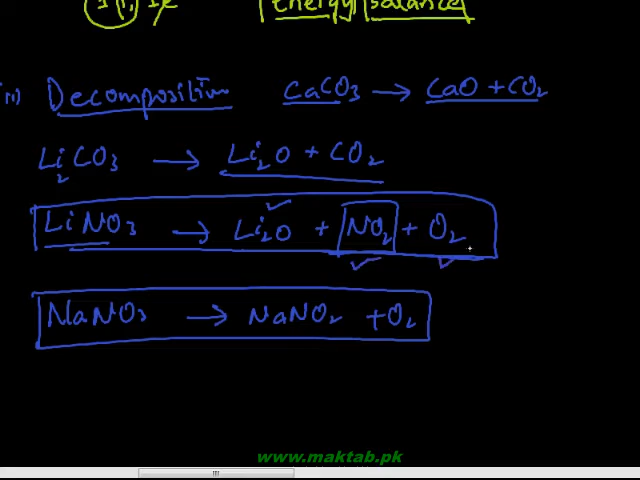 energy balance
ii) Decomposition CaCO3 → CaO + CO2
Li2CO3 → Li2O + CO2
LiNO3 → Li2O + NO2 + O2
NaNO3 → NaNO2 + O2
www.maktab.pk